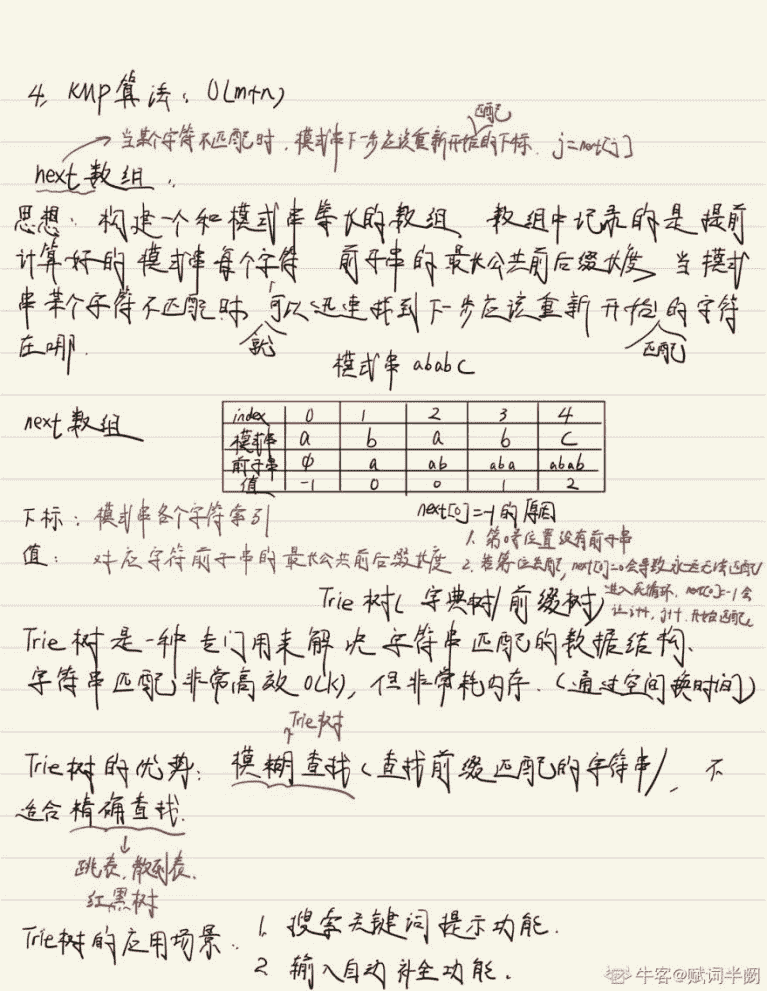 4. KMP算法: O(m+n)
匹配
→ 当某个字符不匹配时, 模式串下一步应该重新开始的下标. j=next[j]
next数组.
思想: 构建一个和模式串等长的数组 数组中记录的是提前
计算好的模式串每个字符 前子串的最长公共前后缀长度, 当模式
串某个字符不匹配时, 可以迅速找到下一步应该重新开始的字符
在哪. 就 匹配
模式串 ababc
next数组
index 0 1 2 3 4
模式串 a b a b c
前子串 φ a ab aba abab
值 -1 0 0 1 2
下标: 模式串各个字符索引
next[0]=-1的原因
1. 第0号位置没有前子串
值: 对应字符前子串的最长公共前后缀长度
2. 若首位失配, next[0]=0会导致永远无法匹配
进入死循环, next[0]=-1会
让i++, j++, 开始匹配.
Trie 树(字典树/前缀树)
Trie 树是一种专门用来解决字符串匹配的数据结构.
字符串匹配非常高效O(k), 但非常耗内存. (通过空间换时间)
Trie树
Trie树的优势: 模糊查找(查找前缀匹配的字符串), 不
适合精确查找.
↓
跳表, 散列表,
红黑树
Trie树的应用场景. 1. 搜索关键词提示功能.
2 输入自动补全功能.
牛客@赋词半阙